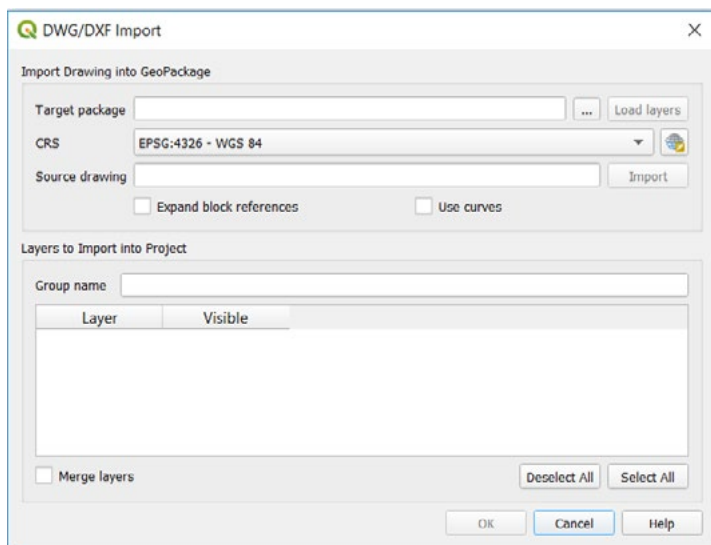 DWG/DXF Import
Import Drawing into GeoPackage
Target package ... Load layers
CRS EPSG:4326 - WGS 84
Source drawing Import
Expand block references Use curves
Layers to Import into Project
Group name
Layer Visible
Merge layers Deselect All Select All
OK Cancel Help